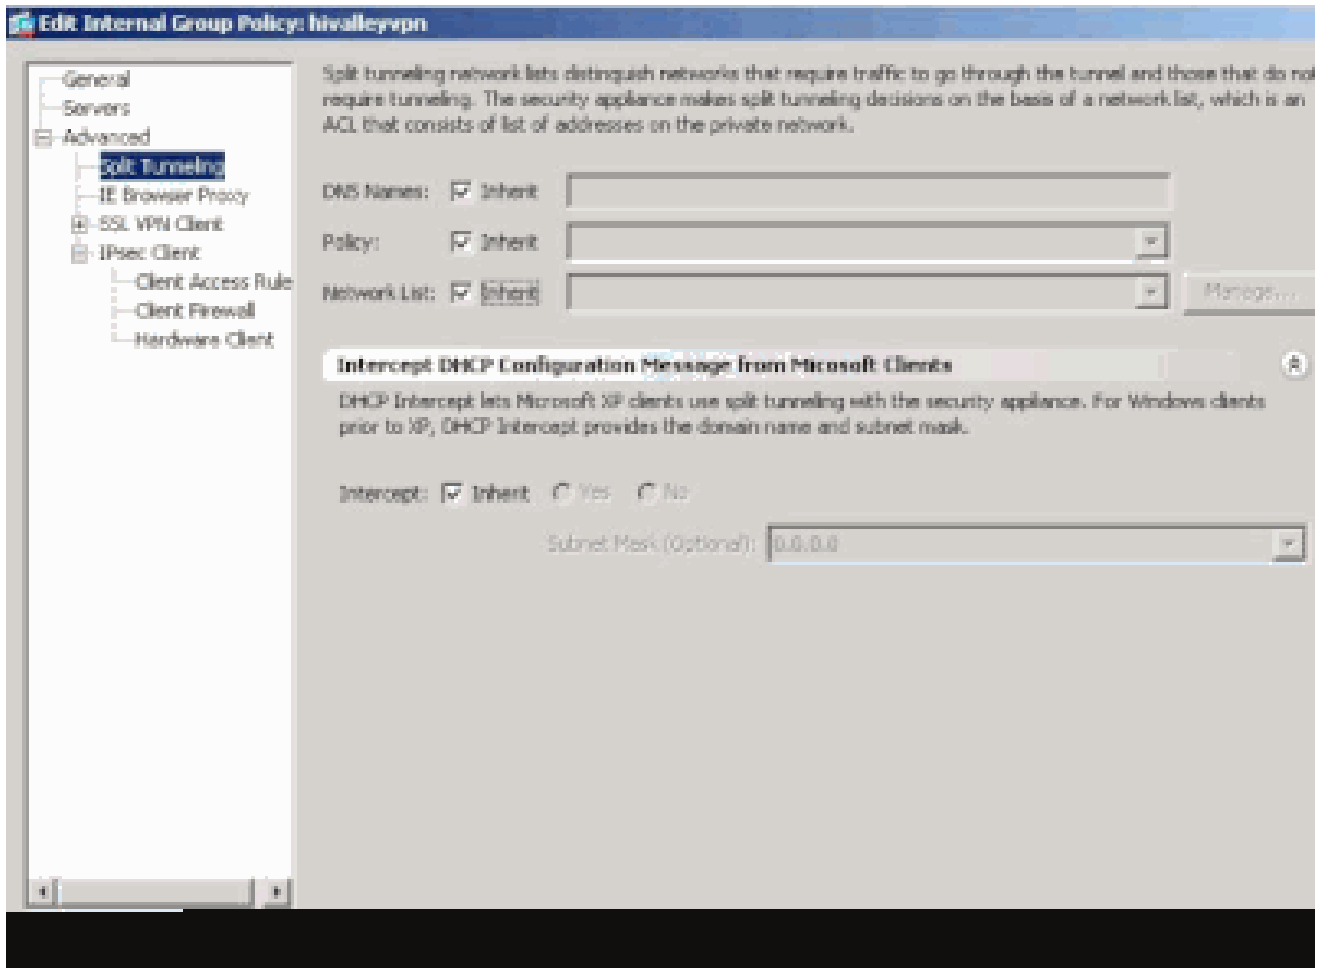 Edit Internal Group Policy: hivalleyvpn
General
Servers
Advanced
Split Tunneling
IE Browser Proxy
SSL VPN Client
IPsec Client
Client Access Rule
Client Firewall
Hardware Client
Split tunneling network lists distinguish networks that require traffic to go through the tunnel and those that do not
require tunneling. The security appliance makes split tunneling decisions on the basis of a network list, which is an
ACL that consists of list of addresses on the private network.
DNS Names: Inherit
Policy: Inherit
Network List: Inherit Manage...
Intercept DHCP Configuration Message from Micosoft Clients
DHCP Intercept lets Microsoft XP clients use split tunneling with the security appliance. For Windows clients
prior to XP, DHCP Intercept provides the domain name and subnet mask.
Intercept: Inherit Yes No
Subnet Mask (Optional): 0.0.0.0